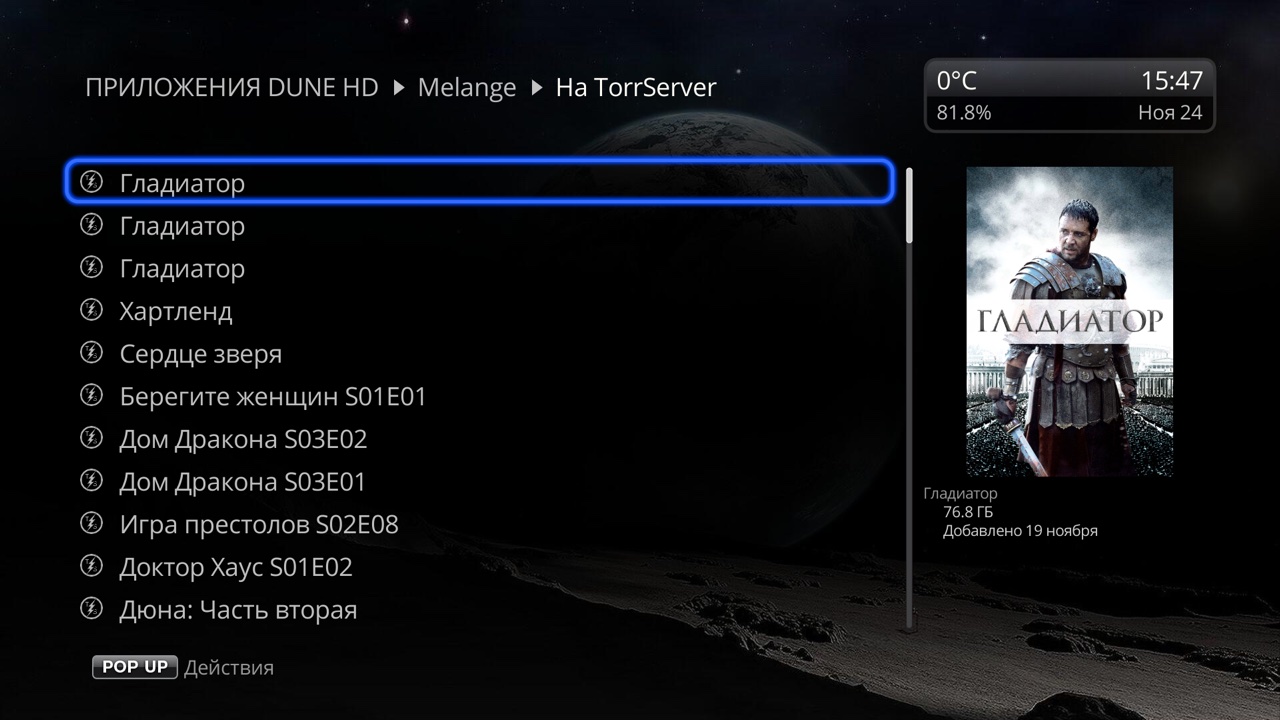 ПРИЛОЖЕНИЯ DUNE HD ▶ Melange ▶ На TorrServer
0°C 15:47
81.8% Ноя 24
Гладиатор
Гладиатор
Гладиатор
Хартленд
Сердце зверя
Берегите женщин S01E01
Дом Дракона S03E02
Дом Дракона S03E01
Игра престолов S02E08
Доктор Хаус S01E02
Дюна: Часть вторая
ГЛАДИАТОР
Гладиатор
76.8 ГБ
Добавлено 19 ноября
POP UP Действия